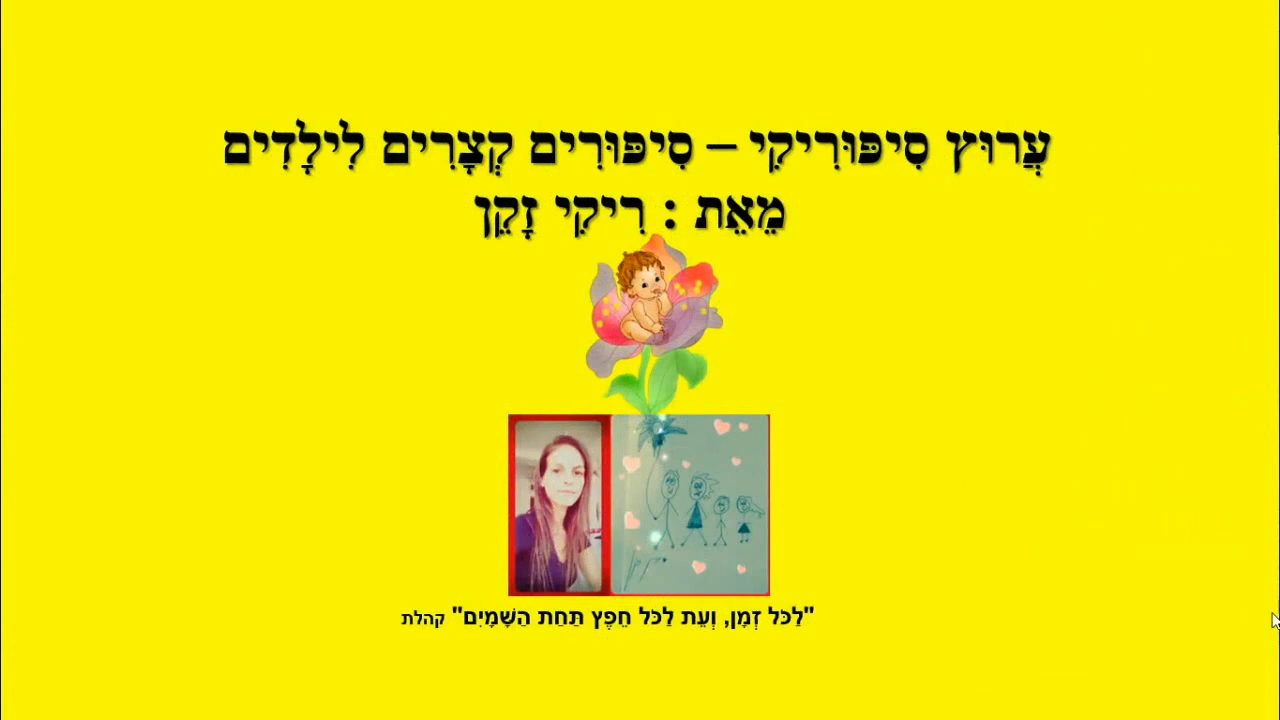 עֲרוּץ סִיפּוּרִיקִי – סִיפּוּרִים קְצָרִים לִילָדִים
מֵאֵת : רִיקִי זָקֵן
"לַכֹּל זְמָן, וְעֵת לַכֹּל חֵפֶץ תַּחַת הַשָּׁמָיִם" קהלת